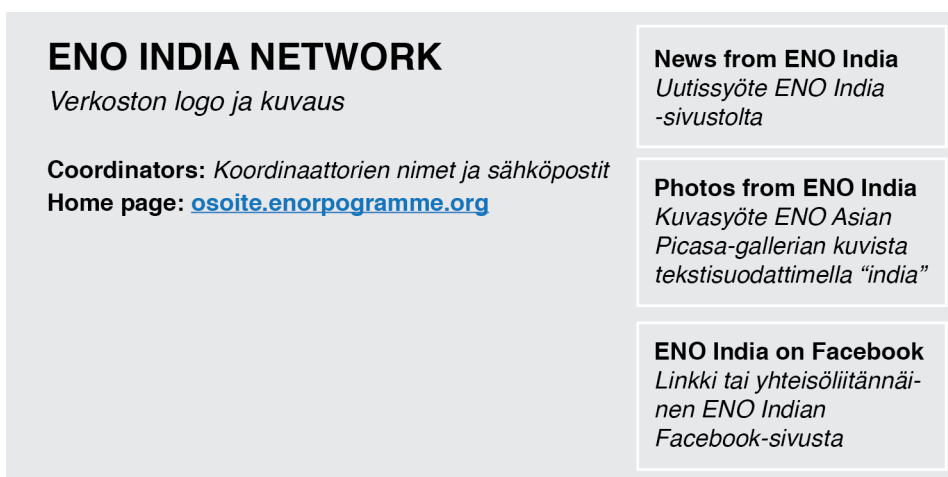 ENO INDIA NETWORK
Verkoston logo ja kuvaus
Coordinators: Koordinaattorien nimet ja sähköpostit
Home page: osoite.enorpogramme.org
News from ENO India
Uutissyöte ENO India
-sivustolta
Photos from ENO India
Kuvasyöte ENO Asian
Picasa-gallerian kuvista
tekstisuodattimella “india”
ENO India on Facebook
Linkki tai yhteisöliitännäi-
nen ENO Indian
Facebook-sivusta